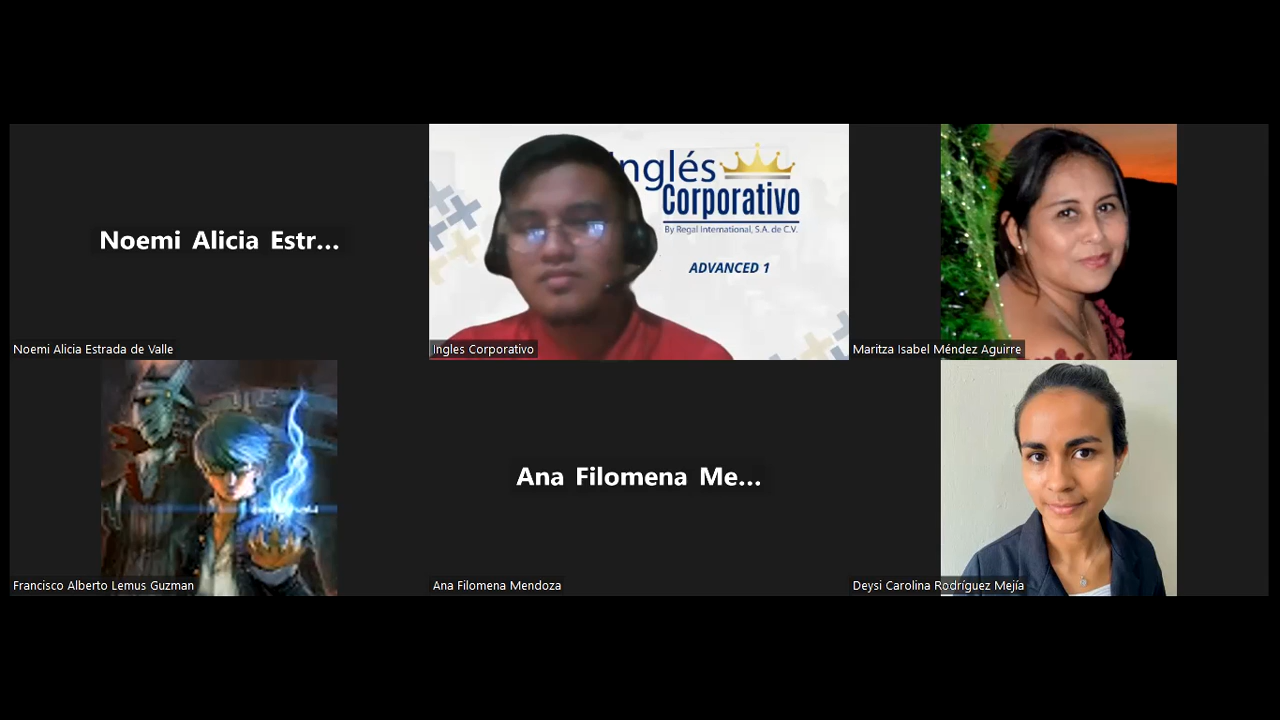 Noemi Alicia Estr...
Noemi Alicia Estrada de Valle
nglés
Corporativo
By Regal International, S.A. de C.V.
ADVANCED 1
Ingles Corporativo
Maritza Isabel Méndez Aguirre
Francisco Alberto Lemus Guzman
Ana Filomena Me...
Ana Filomena Mendoza
Deysi Carolina Rodríguez Mejía